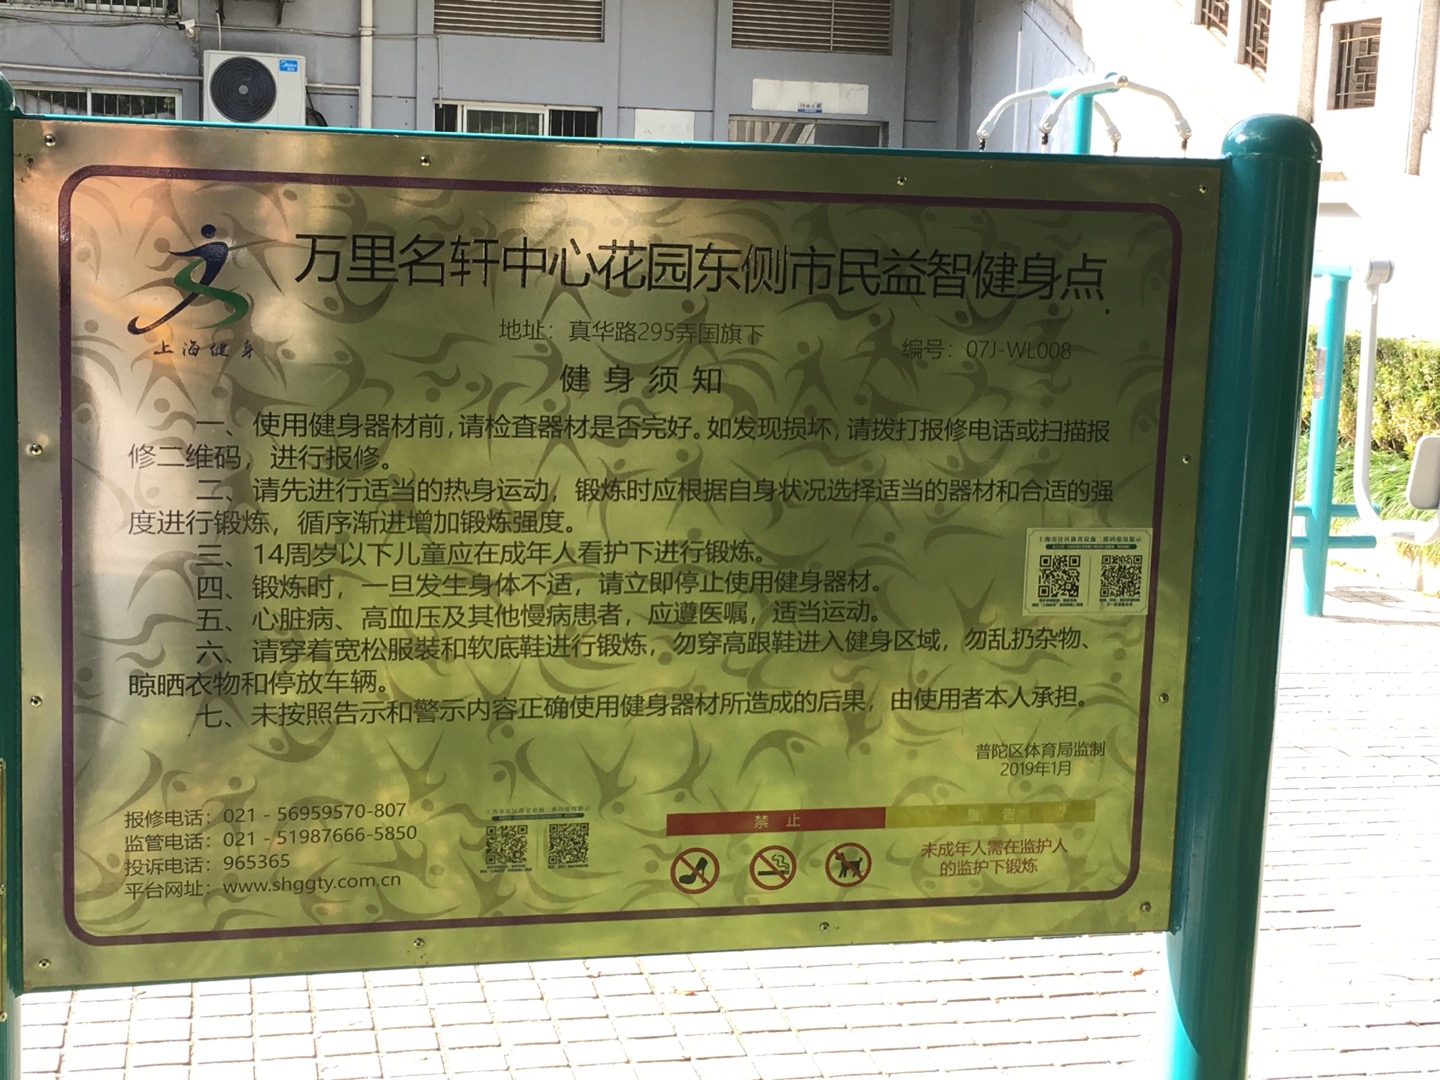 万里名轩中心花园东侧市民益智健身点
上海健身
地址：真华路295弄国旗下
编号：07J-WL008
健身须知
一、使用健身器材前，请检查器材是否完好。如发现损坏，请拨打报修电话或扫描报
修二维码，进行报修。
二、请先进行适当的热身运动，锻炼时应根据自身状况选择适当的器材和合适的强
度进行锻炼，循序渐进增加锻炼强度。
三、14周岁以下儿童应在成年人看护下进行锻炼。
四、锻炼时，一旦发生身体不适，请立即停止使用健身器材。
五、心脏病、高血压及其他慢病患者，应遵医嘱，适当运动。
六、请穿着宽松服装和软底鞋进行锻炼，勿穿高跟鞋进入健身区域，勿乱扔杂物、
晾晒衣物和停放车辆。
七、未按照告示和警示内容正确使用健身器材所造成的后果，由使用者本人承担。
普陀区体育局监制
2019年1月
报修电话：021 - 56959570-807
监管电话：021 - 51987666-5850
投诉电话：965365
平台网址：www.shggty.com.cn
禁 止
警 告
未成年人需在监护人
的监护下锻炼
Midea